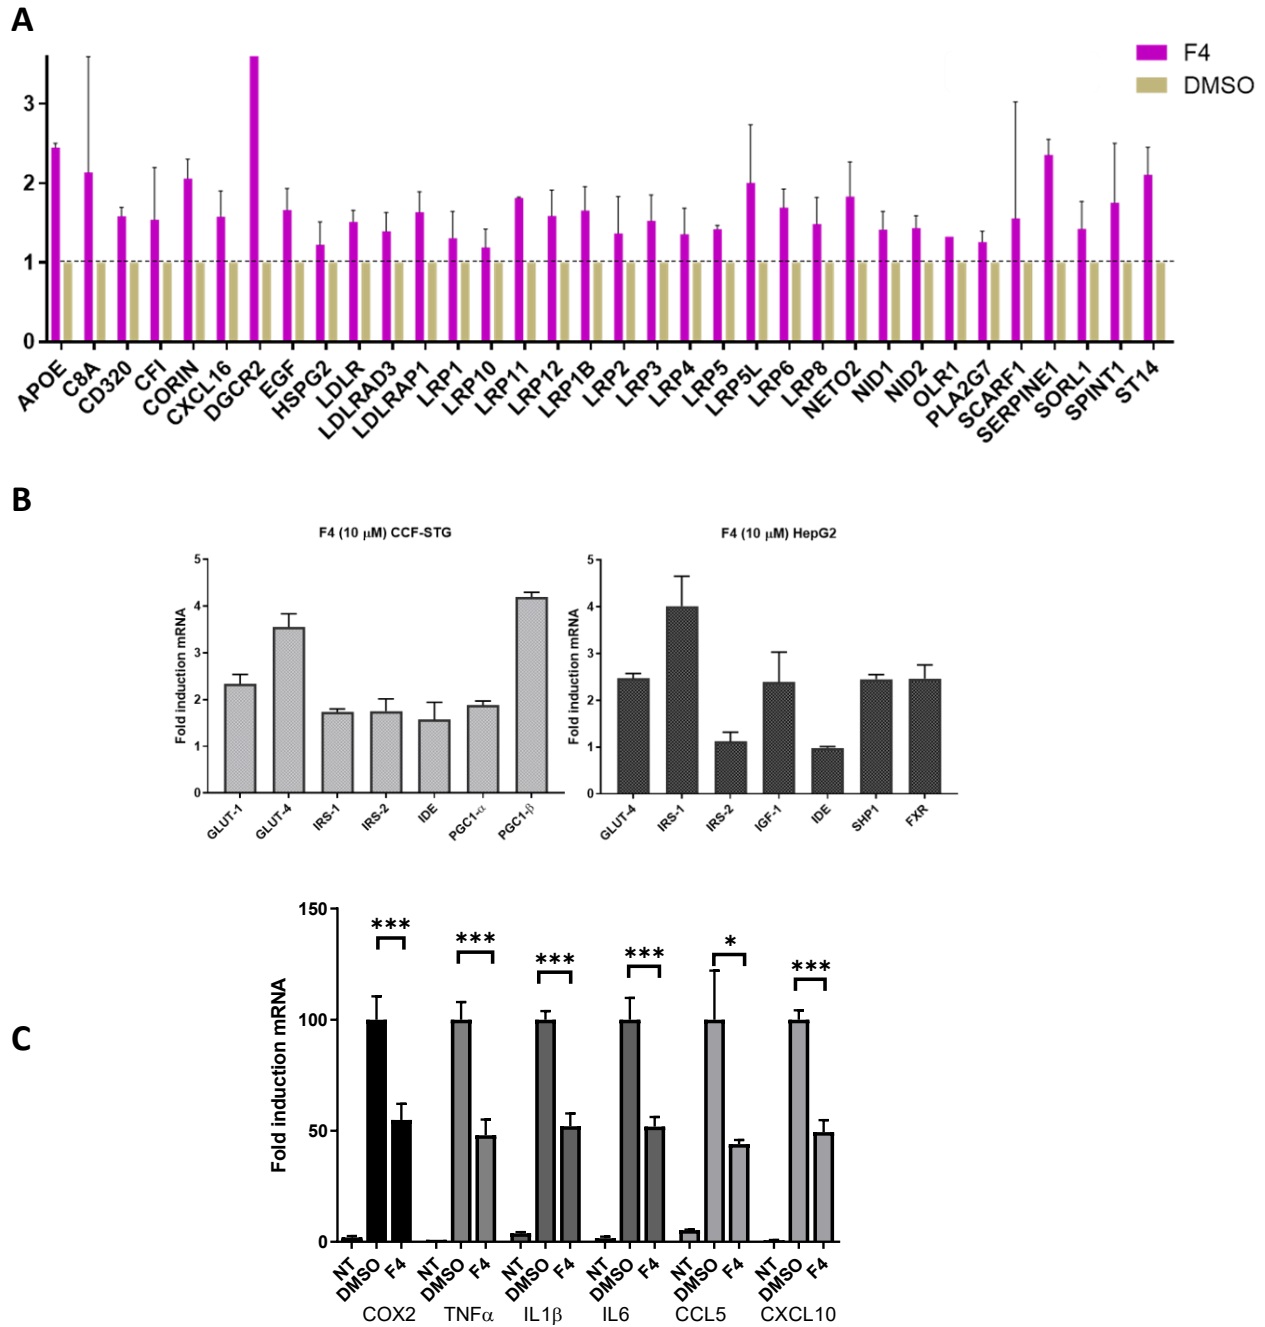 A
F4
DMSO
3
2
1
0
APOE C8A CD320 CFI CORIN CXCL16 DGCR2 EGF HSPG2 LDLR LDLRAD3 LDLRAP1 LRP1 LRP10 LRP11 LRP12 LRP1B LRP2 LRP3 LRP4 LRP5 LRP5L LRP6 LRP8 NETO2 NID1 NID2 OLR1 PLA2G7 SCARF1 SERPINE1 SORL1 SPINT1 ST14
B
F4 (10 μM) CCF-STG
Fold induction mRNA
5
4
3
2
1
0
GLUT-1 GLUT-4 IRS-1 IRS-2 IDE PGC1-α PGC1-β
F4 (10 μM) HepG2
Fold induction mRNA
5
4
3
2
1
0
GLUT-4 IRS-1 IRS-2 IGF-1 IDE SHP1 FXR
C
Fold induction mRNA
150
100
50
0
*** *** *** *** * ***
NT DMSO F4 NT DMSO F4 NT DMSO F4 NT DMSO F4 NT DMSO F4 NT DMSO F4
COX2 TNFα IL1β IL6 CCL5 CXCL10